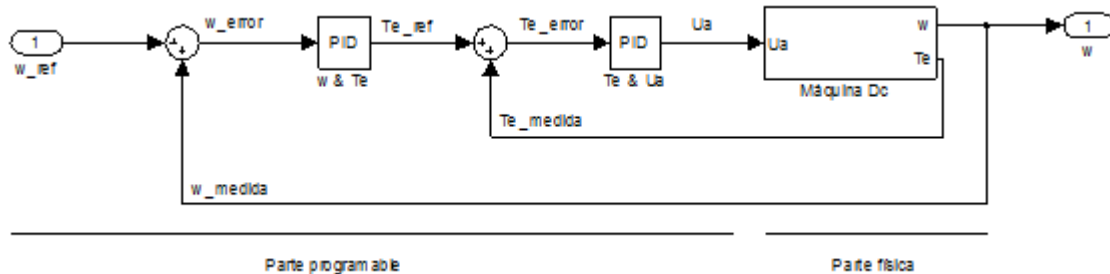 w_error
Te_ref
Te_error
Ua
1
w_ref
PID
w & Te
PID
Te & Ua
Ua
w
Te
Máquina Dc
1
w
Te_medida
w_medida
Parte programable
Parte física